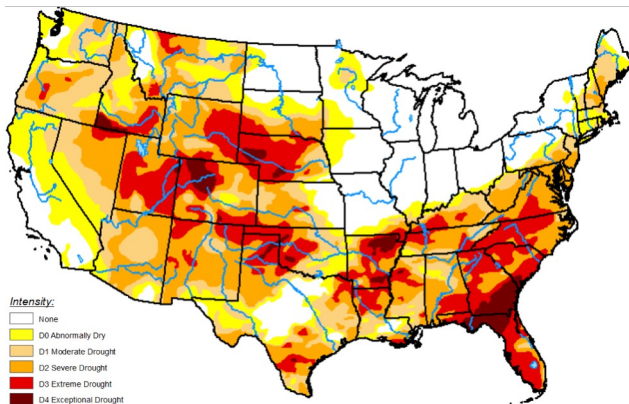 Intensity:
None
D0 Abnormally Dry
D1 Moderate Drought
D2 Severe Drought
D3 Extreme Drought
D4 Exceptional Drought